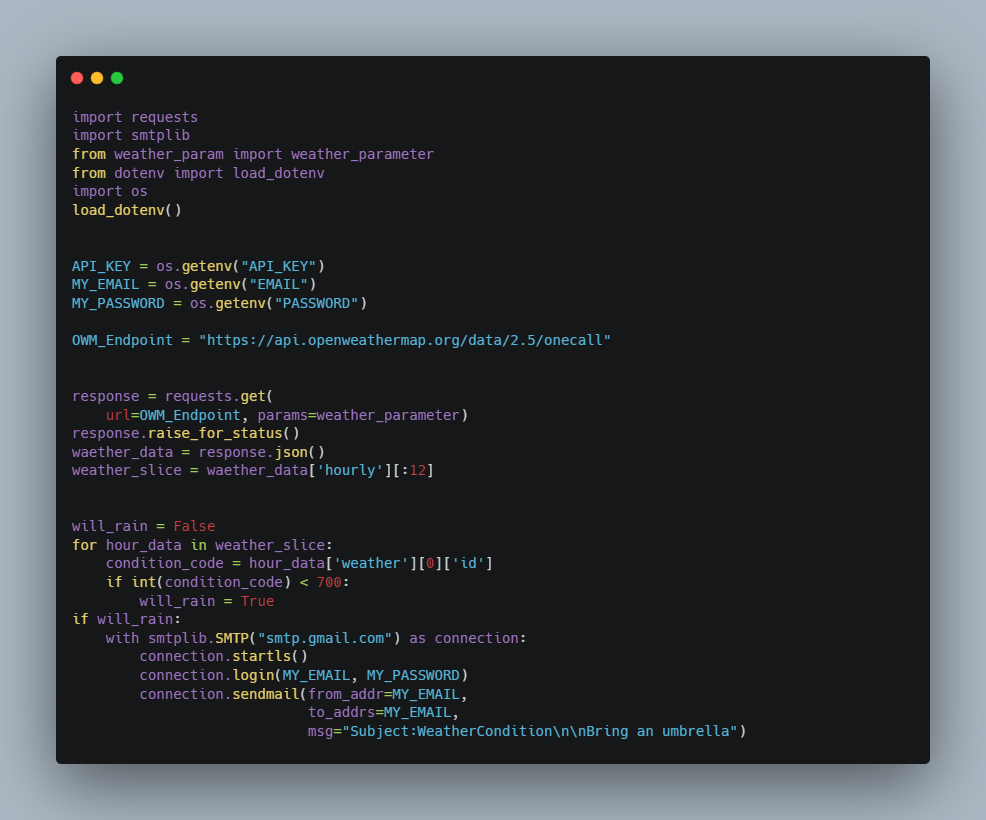 import requests
import smtplib
from weather_param import weather_parameter
from dotenv import load_dotenv
import os
load_dotenv()
API_KEY = os.getenv("API_KEY")
MY_EMAIL = os.getenv("EMAIL")
MY_PASSWORD = os.getenv("PASSWORD")
OWM_Endpoint = "https://api.openweathermap.org/data/2.5/onecall"
response = requests.get(
    url=OWM_Endpoint, params=weather_parameter)
response.raise_for_status()
waether_data = response.json()
weather_slice = waether_data['hourly'][:12]
will_rain = False
for hour_data in weather_slice:
    condition_code = hour_data['weather'][0]['id']
    if int(condition_code) < 700:
        will_rain = True
if will_rain:
    with smtplib.SMTP("smtp.gmail.com") as connection:
        connection.startls()
        connection.login(MY_EMAIL, MY_PASSWORD)
        connection.sendmail(from_addr=MY_EMAIL,
                            to_addrs=MY_EMAIL,
                            msg="Subject:WeatherCondition\n\nBring an umbrella")